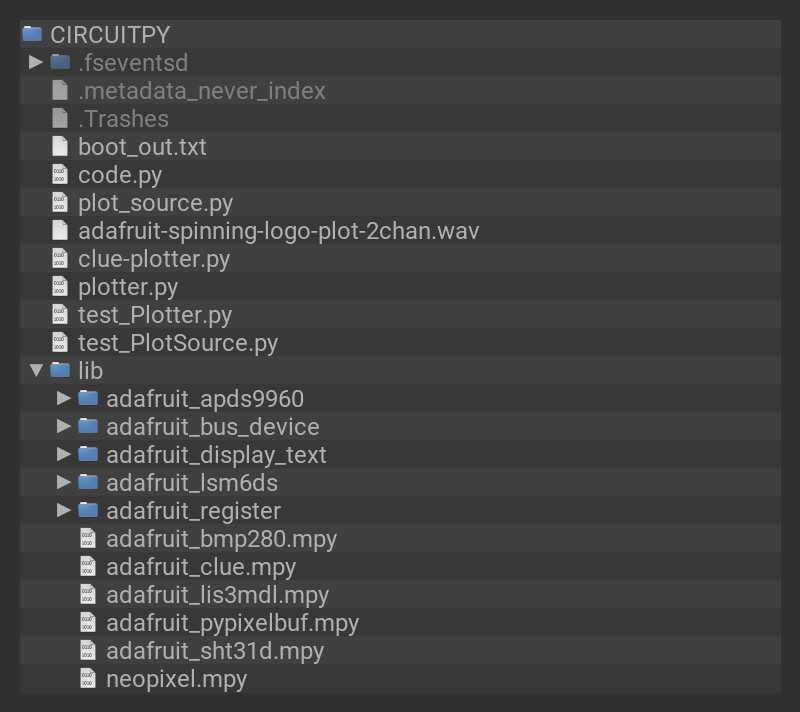 CIRCUITPY
.fseventsd
.metadata_never_index
.Trashes
boot_out.txt
code.py
plot_source.py
adafruit-spinning-logo-plot-2chan.wav
clue-plotter.py
plotter.py
test_Plotter.py
test_PlotSource.py
lib
adafruit_apds9960
adafruit_bus_device
adafruit_display_text
adafruit_lsm6ds
adafruit_register
adafruit_bmp280.mpy
adafruit_clue.mpy
adafruit_lis3mdl.mpy
adafruit_pypixelbuf.mpy
adafruit_sht31d.mpy
neopixel.mpy